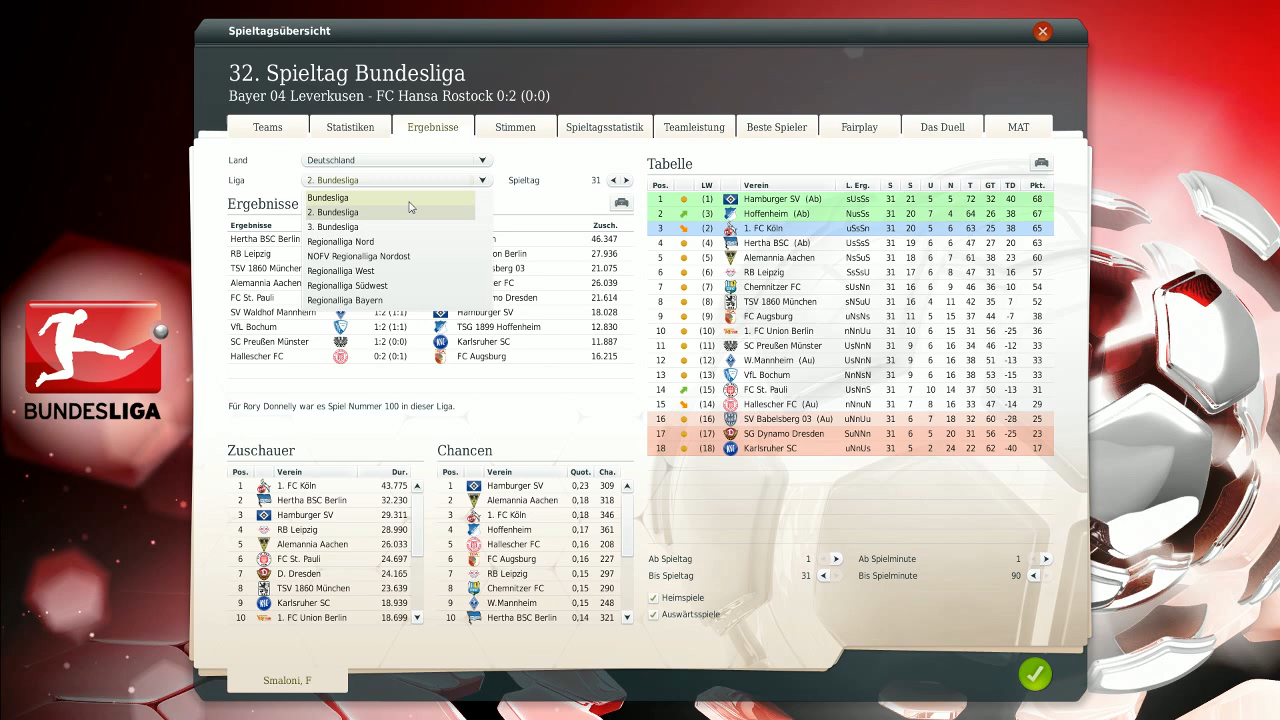 Spieltagsübersicht
32. Spieltag Bundesliga
Bayer 04 Leverkusen - FC Hansa Rostock 0:2 (0:0)
Teams Statistiken Ergebnisse Stimmen Spieltagsstatistik Teamleistung Beste Spieler Fairplay Das Duell MAT
Land Deutschland
Liga 2. Bundesliga Spieltag 31
Bundesliga
2. Bundesliga
3. Bundesliga
Regionalliga Nord
NOFV Regionalliga Nordost
Regionalliga West
Regionalliga Südwest
Regionalliga Bayern
Ergebnisse
Ergebnisse Zusch.
Hertha BSC Berlin 46.347
RB Leipzig on Berlin 27.936
TSV 1860 München sberg 03 21.075
Alemannia Aachen er FC 26.039
FC St. Pauli mo Dresden 21.614
SV Waldhof Mannheim 1:2 (1:1) Hamburger SV 18.028
VfL Bochum 1:2 (1:1) TSG 1899 Hoffenheim 12.830
SC Preußen Münster 1:2 (0:0) Karlsruher SC 11.887
Hallescher FC 0:2 (0:1) FC Augsburg 16.215
Für Rory Donnelly war es Spiel Nummer 100 in dieser Liga.
Zuschauer
Pos. Verein Dur.
1 1. FC Köln 43.775
2 Hertha BSC Berlin 32.230
3 Hamburger SV 29.311
4 RB Leipzig 28.990
5 Alemannia Aachen 26.033
6 FC St. Pauli 24.697
7 D. Dresden 24.165
8 TSV 1860 München 23.639
9 Karlsruher SC 18.939
10 1. FC Union Berlin 18.699
Chancen
Pos. Verein Quot. Cha.
1 Hamburger SV 0,23 309
2 Alemannia Aachen 0,18 318
3 1. FC Köln 0,18 346
4 Hoffenheim 0,17 361
5 Hallescher FC 0,16 208
6 FC Augsburg 0,16 227
7 RB Leipzig 0,15 297
8 Chemnitzer FC 0,15 290
9 W.Mannheim 0,15 248
10 Hertha BSC Berlin 0,14 321
Tabelle
Pos. LW Verein L. Erg. S S U N T GT TD Pkt.
1 (1) Hamburger SV (Ab) sUsSs 31 21 5 5 72 32 40 68
2 (3) Hoffenheim (Ab) NusSs 31 20 7 4 64 26 38 67
3 (2) 1. FC Köln uSsSn 31 20 5 6 63 25 38 65
4 (4) Hertha BSC (Ab) UsSsS 31 19 6 6 47 27 20 63
5 (5) Alemannia Aachen NsSuS 31 18 6 7 61 38 23 60
6 (6) RB Leipzig SsSsU 31 17 6 8 47 31 16 57
7 (7) Chemnitzer FC sUsNn 31 16 6 9 46 36 10 54
8 (8) TSV 1860 München sNSuU 31 16 4 11 42 35 7 52
9 (9) FC Augsburg uNsNs 31 11 5 15 37 44 -7 38
10 (10) 1. FC Union Berlin nNnUu 31 10 6 15 31 56 -25 36
11 (11) SC Preußen Münster UsNnN 31 9 6 16 34 46 -12 33
12 (12) W.Mannheim (Au) UsNnN 31 9 6 16 38 51 -13 33
13 (13) VfL Bochum NnNsN 31 9 6 16 38 53 -15 33
14 (15) FC St. Pauli UsNnS 31 7 10 14 37 50 -13 31
15 (14) Hallescher FC (Au) nNnuN 31 7 8 16 33 47 -14 29
16 (16) SV Babelsberg 03 (Au) uNnUu 31 6 7 18 32 60 -28 25
17 (17) SG Dynamo Dresden SuNNn 31 6 5 20 31 56 -25 23
18 (18) Karlsruher SC uNnUs 31 5 2 24 22 62 -40 17
Ab Spieltag 1 Ab Spielminute 1
Bis Spieltag 31 Bis Spielminute 90
Heimspiele
Auswärtsspiele
Smaloni, F
BUNDESLIGA